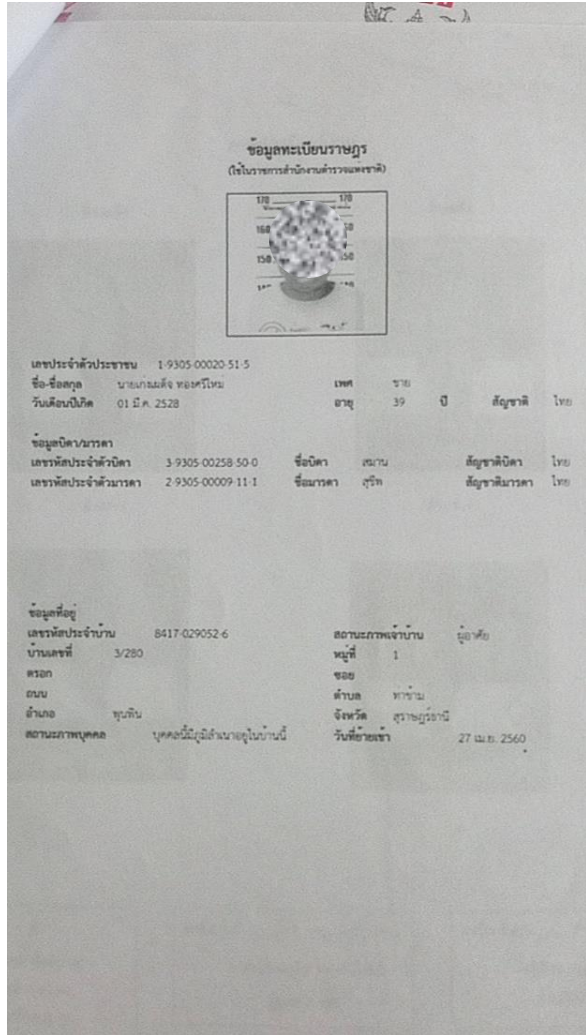 ข้อมูลทะเบียนราษฎร
(ใช้ในราชการสำนักงานตำรวจแห่งชาติ)
170 170
160
150 150
เลขประจำตัวประชาชน 1-9305-00020-51-5
ชื่อ-ชื่อสกุล ทองศรีไหม เพศ ชาย
วันเดือนปีเกิด 01 มี.ค. 2528 อายุ 39 ปี สัญชาติ ไทย
ข้อมูลบิดา/มารดา
เลขรหัสประจำตัวบิดา 3-9305-00258-50-0 ชื่อบิดา สมาน สัญชาติบิดา ไทย
เลขรหัสประจำตัวมารดา 2-9305-00009-11-1 ชื่อมารดา สุชีพ สัญชาติมารดา ไทย
ข้อมูลที่อยู่
เลขรหัสประจำบ้าน 8417-029052-6 สถานะภาพเจ้าบ้าน ผู้อาศัย
บ้านเลขที่ 3/280 หมู่ที่ 1
ตรอก ซอย
ถนน ตำบล ท่าข้าม
อำเภอ พุนพิน จังหวัด สุราษฎร์ธานี
สถานะภาพบุคคล บุคคลนี้มีภูมิลำเนาอยู่ในบ้านนี้ วันที่ย้ายเข้า 27 เม.ย. 2560